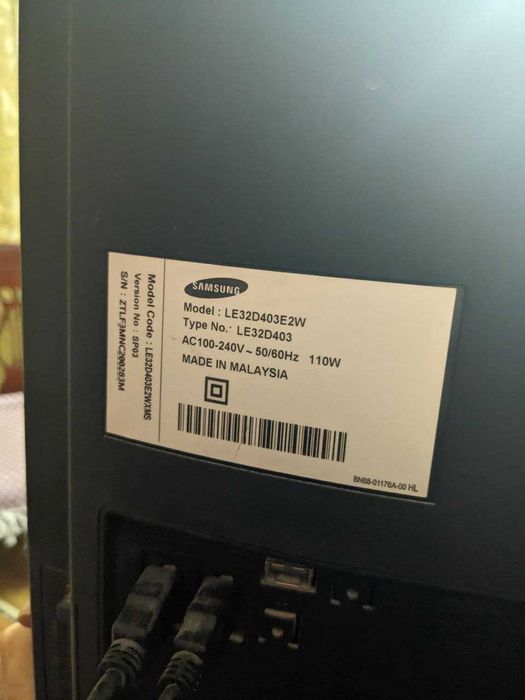 SAMSUNG
Model : LE32D403E2W
Type No. : LE32D403
AC100-240V~ 50/60Hz 110W
MADE IN MALAYSIA
BN68-01176A-00 HL
Model Code : LE32D403E2WXMS
Version No : SP03
S/N : ZTLF3MNC200283M